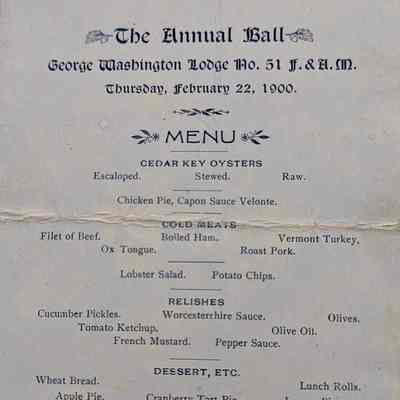 The Annual Ball
George Washington Lodge No. 51 F. & A. M.
Thursday, February 22, 1900.
MENU
CEDAR KEY OYSTERS
Escaloped. Stewed. Raw.
Chicken Pie, Capon Sauce Velonte.
COLD MEATS
Filet of Beef. Boiled Ham. Vermont Turkey,
Ox Tongue. Roast Pork.
Lobster Salad. Potato Chips.
RELISHES
Cucumber Pickles. Worcesterhire Sauce. Olives.
Tomato Ketchup, Olive Oil.
French Mustard. Pepper Sauce.
DESSERT, ETC.
Wheat Bread. Lunch Rolls.
Apple Pie. Cranberry Tart Pie.